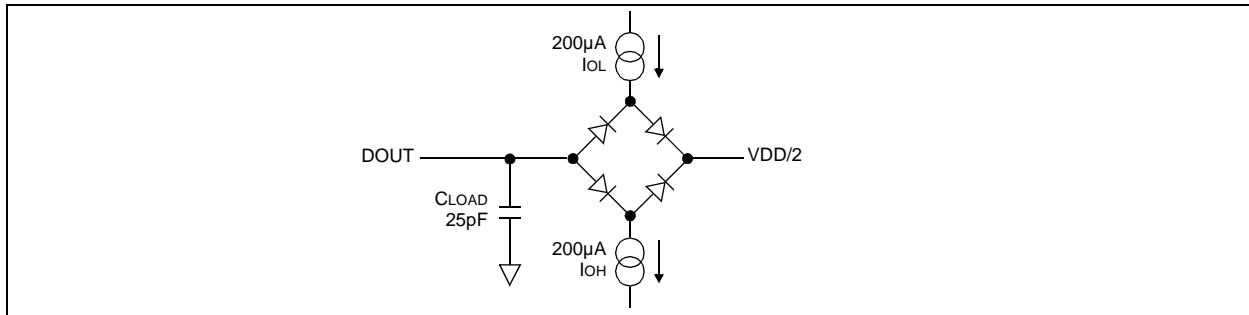 200µA
IOL
DOUT
VDD/2
CLOAD
25pF
200µA
IOH